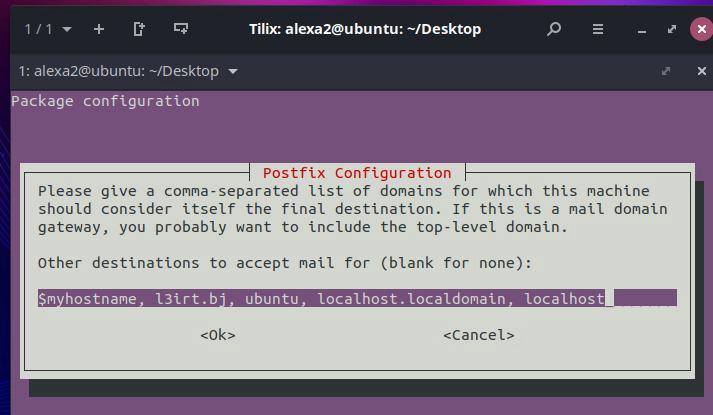 1 / 1
Tilix: alexa2@ubuntu: ~/Desktop
1: alexa2@ubuntu: ~/Desktop
Package configuration
Postfix Configuration
Please give a comma-separated list of domains for which this machine
should consider itself the final destination. If this is a mail domain
gateway, you probably want to include the top-level domain.
Other destinations to accept mail for (blank for none):
$myhostname, l3irt.bj, ubuntu, localhost.localdomain, localhost_
<Ok> <Cancel>